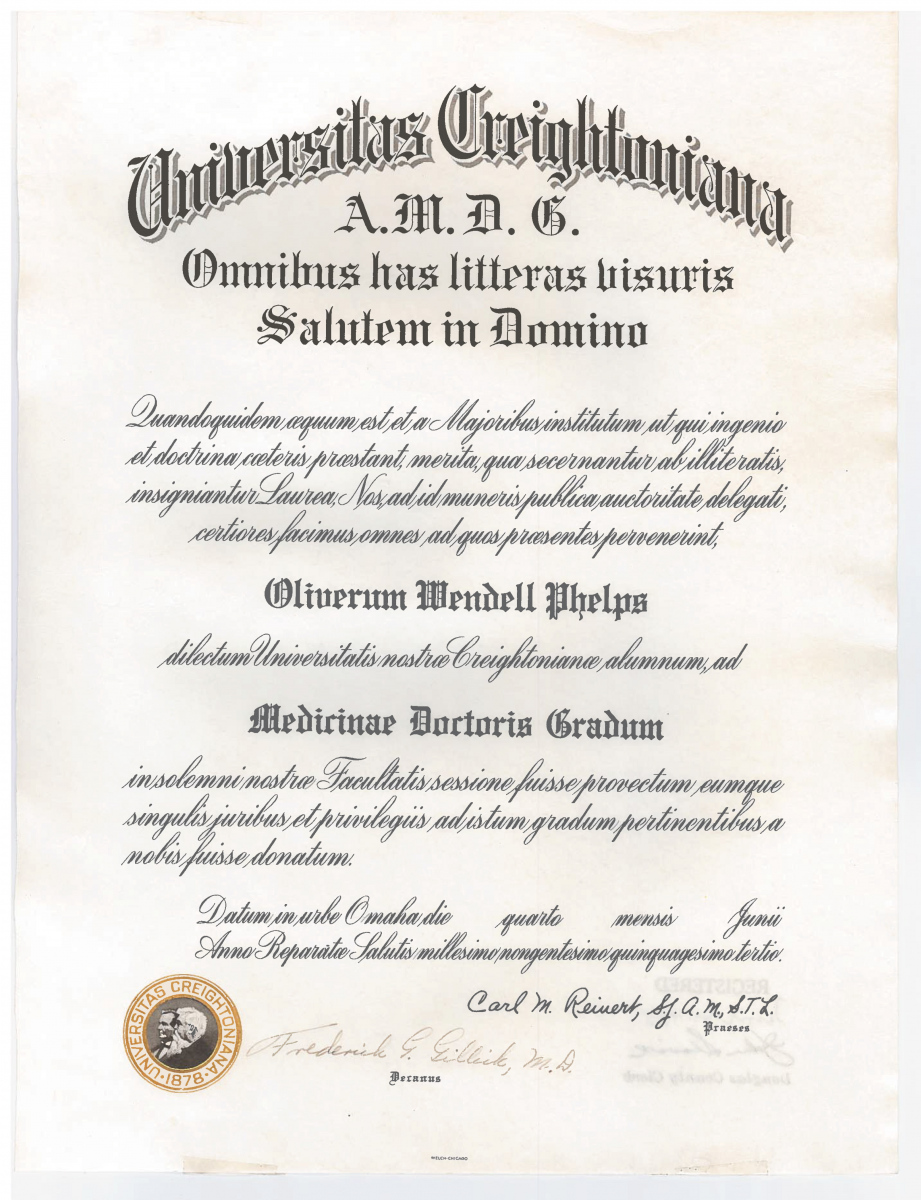 Universitas Creightoniana
A. M. D. G.
Omnibus has litteras visuris
Salutem in Domino
Quandoquidem æquum est, et a Majoribus institutum, ut qui ingenio
et doctrina cæteris præstant, merita, qua secernantur ab illiteratis,
insigniantur Laurea, Nos, ad id muneris publica auctoritate delegati,
certiores facimus omnes, ad quos præsentes pervenerint,
Oliverum Wendell Phelps
dilectum Universitatis nostræ Creightonianæ alumnum, ad
Medicinae Doctoris Gradum
in solemni nostræ Facultatis sessione fuisse provectum, eumque
singulis juribus et privilegiis ad istum gradum pertinentibus a
nobis fuisse donatum.
Datum in urbe Omaha, die quarto mensis Junii
Anno Reparatæ Salutis millesimo nongentesimo quinquagesimo tertio.
REGISTERED
Carl M. Reinert, S.J. A.M., S.T.L.
Praeses
UNIVERSITAS CREIGHTONIANA
·1878·
Frederick G. Gillick, M.D.
Decanus
Douglas County Clerk
WELCH-CHICAGO